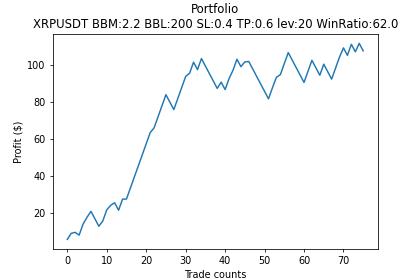 Portfolio
XRPUSDT BBM:2.2 BBL:200 SL:0.4 TP:0.6 lev:20 WinRatio:62.0
100
80
60
40
20
Profit ($)
0 10 20 30 40 50 60 70
Trade counts